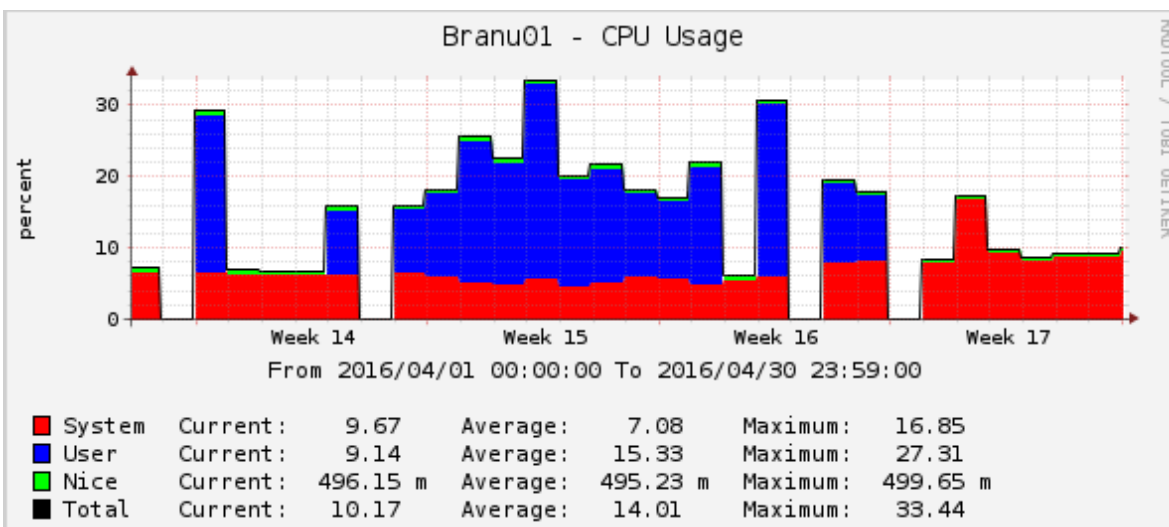 Branu01 - CPU Usage
RRDTOOL / TOBI OETIKER
percent
30
20
10
0
Week 14 Week 15 Week 16 Week 17
From 2016/04/01 00:00:00 To 2016/04/30 23:59:00
System Current: 9.67 Average: 7.08 Maximum: 16.85
User Current: 9.14 Average: 15.33 Maximum: 27.31
Nice Current: 496.15 m Average: 495.23 m Maximum: 499.65 m
Total Current: 10.17 Average: 14.01 Maximum: 33.44